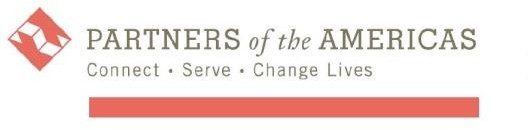 PARTNERS of the AMERICAS
Connect • Serve • Change Lives